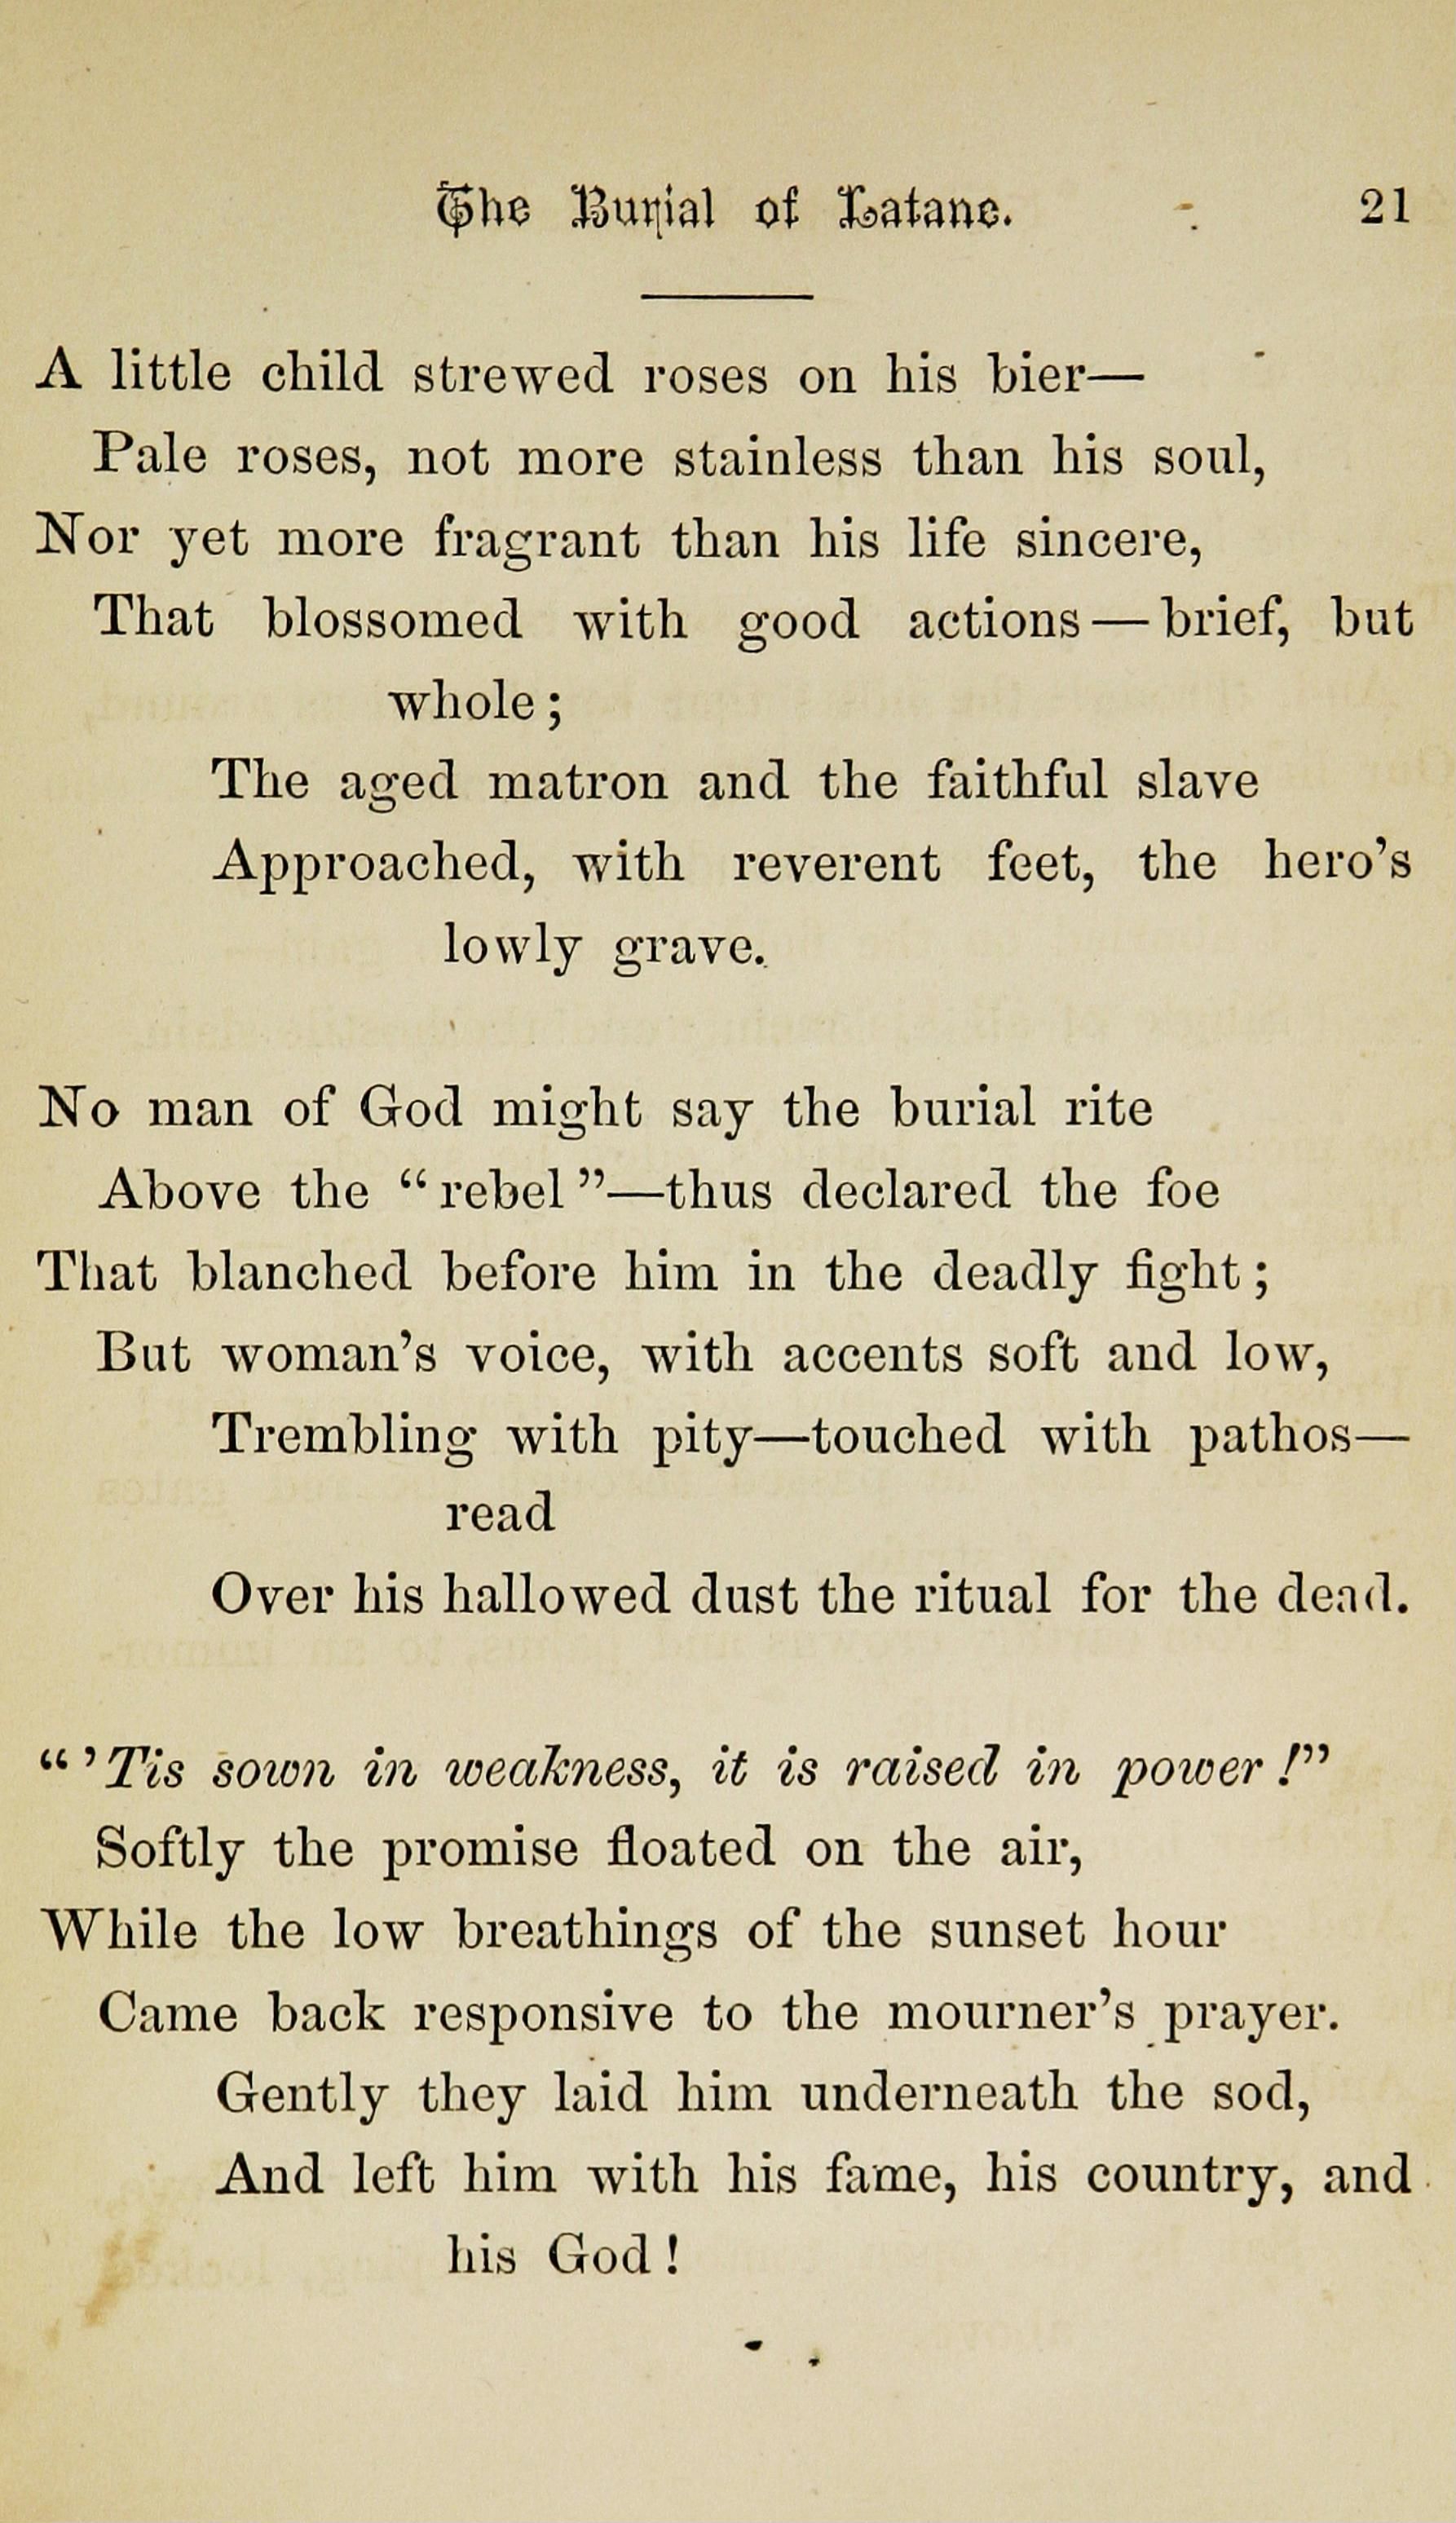 The Burial of Latane. 21
A little child strewed roses on his bier—
Pale roses, not more stainless than his soul,
Nor yet more fragrant than his life sincere,
That blossomed with good actions — brief, but
whole ;
The aged matron and the faithful slave
Approached, with reverent feet, the hero's
lowly grave.
No man of God might say the burial rite
Above the “ rebel ”—thus declared the foe
That blanched before him in the deadly fight ;
But woman's voice, with accents soft and low,
Trembling with pity—touched with pathos—
read
Over his hallowed dust the ritual for the dead.
“ 'Tis sown in weakness, it is raised in power !”
Softly the promise floated on the air,
While the low breathings of the sunset hour
Came back responsive to the mourner's prayer.
Gently they laid him underneath the sod,
And left him with his fame, his country, and
his God !